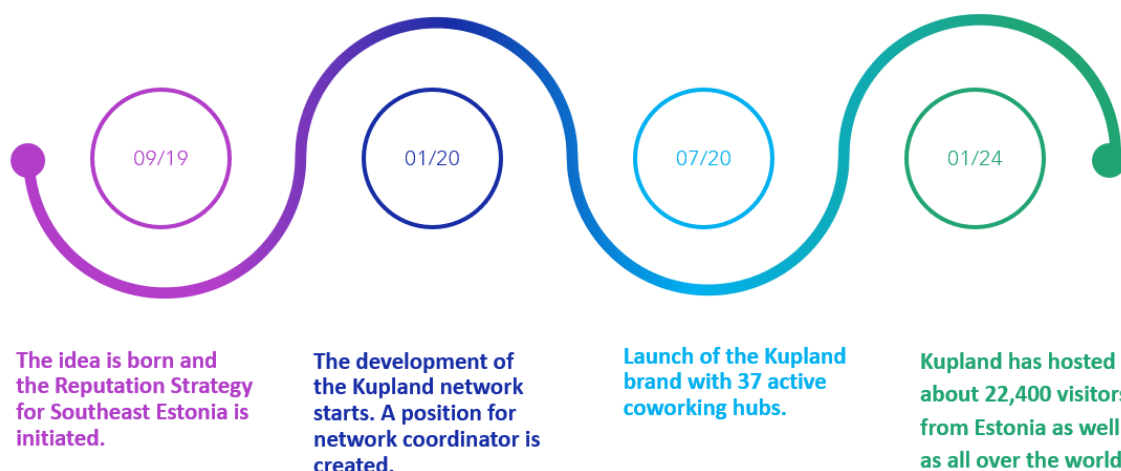 09/19
01/20
07/20
01/24
The idea is born and
the Reputation Strategy
for Southeast Estonia is
initiated.
The development of
the Kupland network
starts. A position for
network coordinator is
created.
Launch of the Kupland
brand with 37 active
coworking hubs.
Kupland has hosted
about 22,400 visitors
from Estonia as well
as all over the world